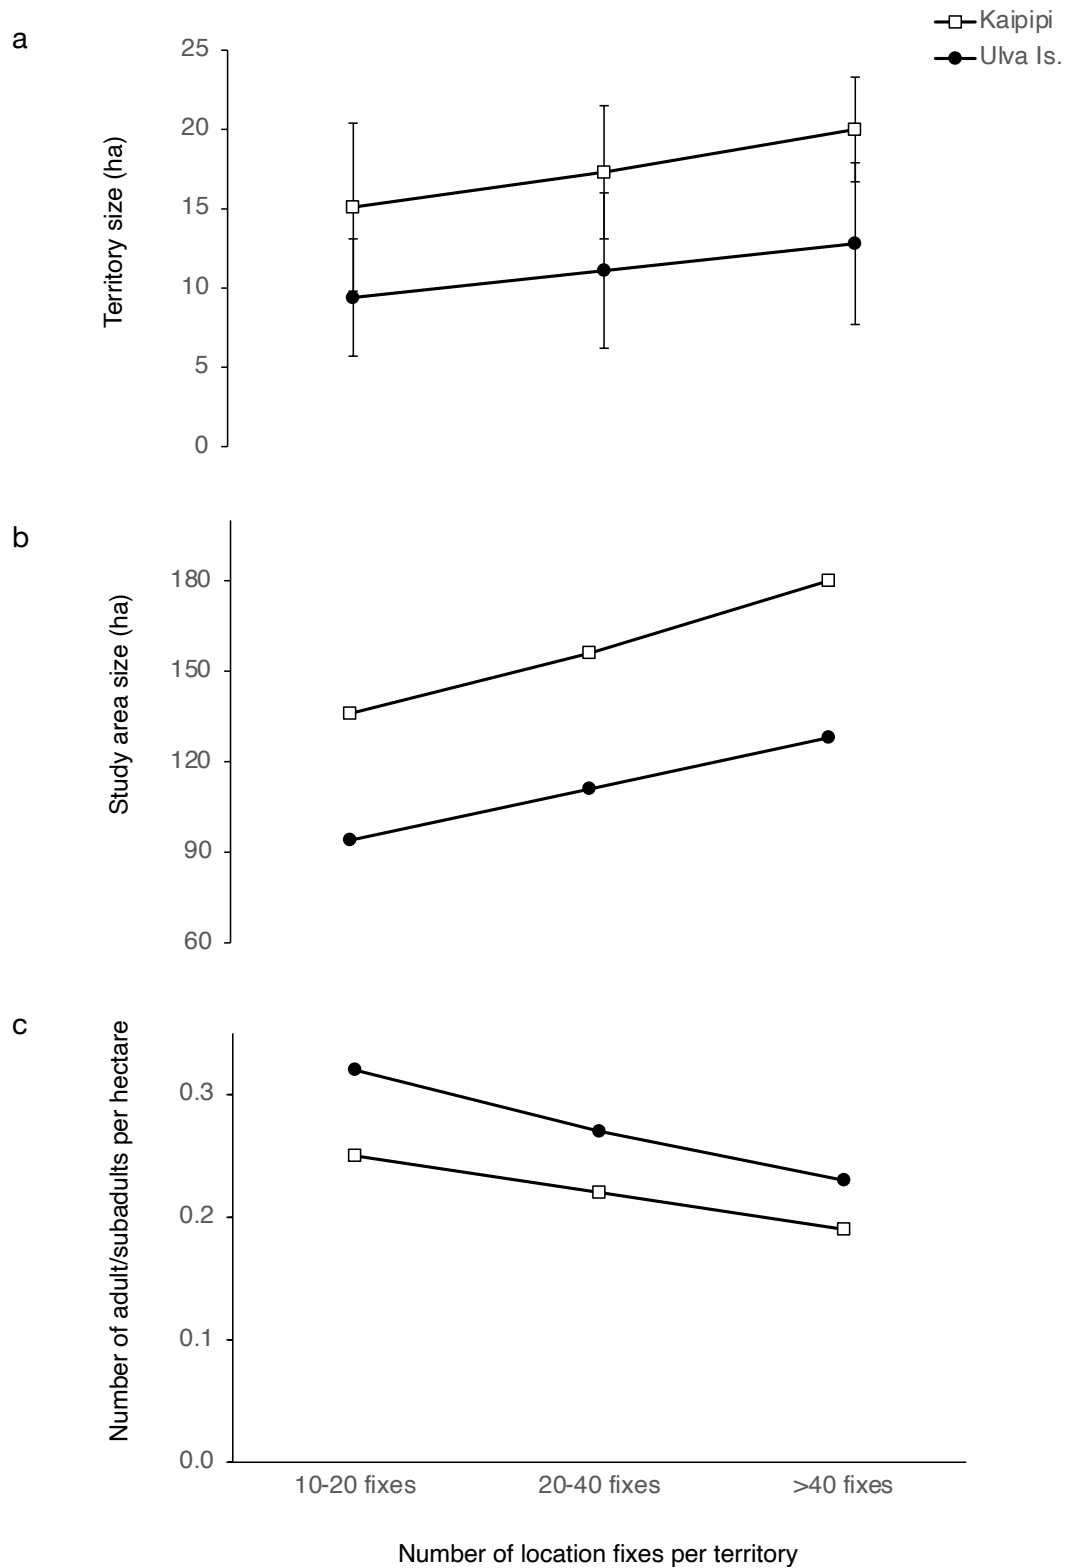 Kaipipi
Ulva Is.
a
Territory size (ha)
25
20
15
10
5
0
b
Study area size (ha)
180
150
120
90
60
c
Number of adult/subadults per hectare
0.3
0.2
0.1
0.0
10-20 fixes 20-40 fixes >40 fixes
Number of location fixes per territory